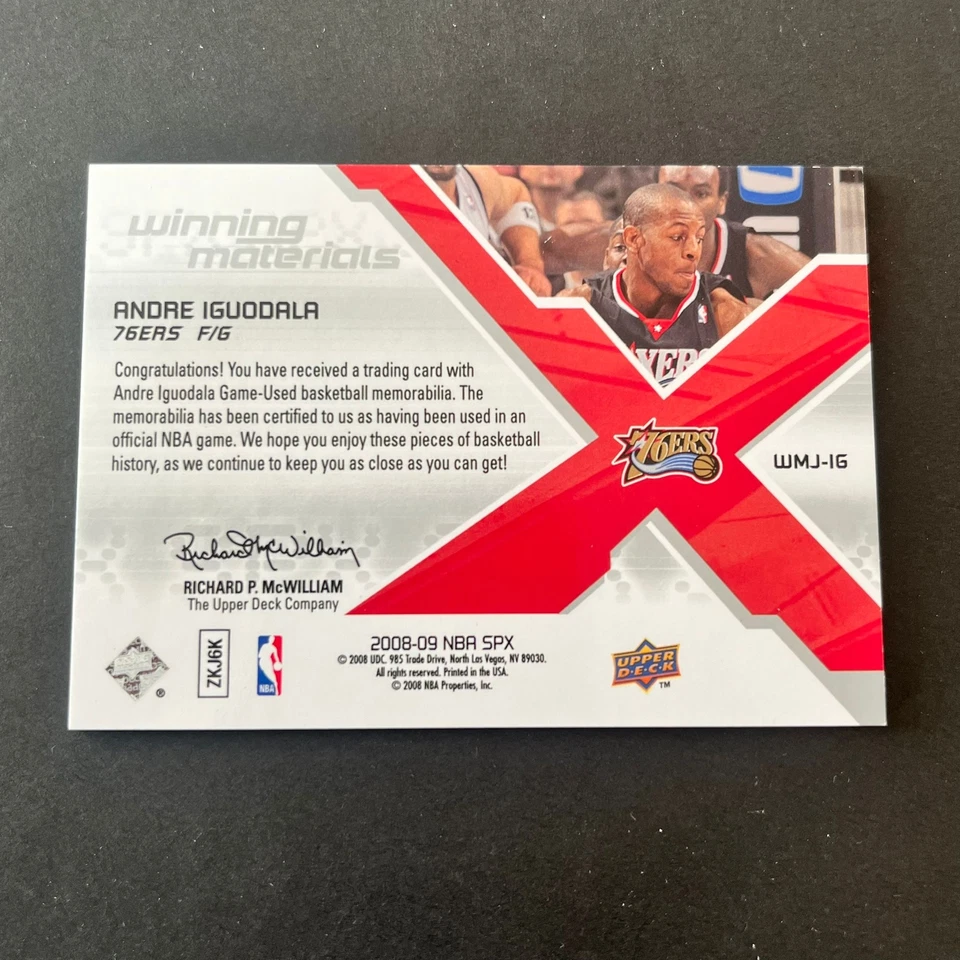 winning
materials
ANDRE IGUODALA
76ERS F/G
Congratulations! You have received a trading card with
Andre Iguodala Game-Used basketball memorabilia. The
memorabilia has been certified to us as having been used in an
official NBA game. We hope you enjoy these pieces of basketball
history, as we continue to keep you as close as you can get!
Richard P. McWilliam
RICHARD P. McWILLIAM
The Upper Deck Company
76ERS
WMJ-IG
ZKJ6K
NBA
2008-09 NBA SPX
© 2008 UDC. 985 Trade Drive, North Las Vegas, NV 89030.
All rights reserved. Printed in the USA.
© 2008 NBA Properties, Inc.
UPPER
D·E·C·K
TM
®